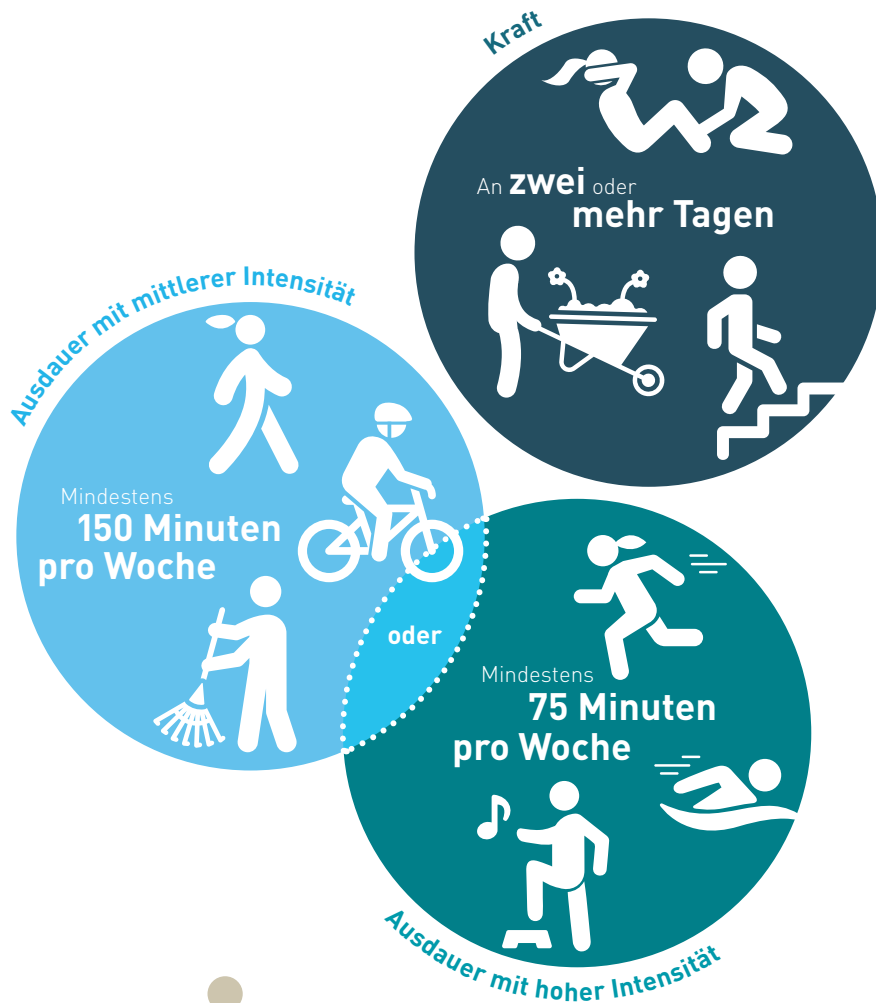 Kraft
An zwei oder
mehr Tagen
Ausdauer mit mittlerer Intensität
Mindestens
150 Minuten
pro Woche
oder
Mindestens
75 Minuten
pro Woche
Ausdauer mit hoher Intensität